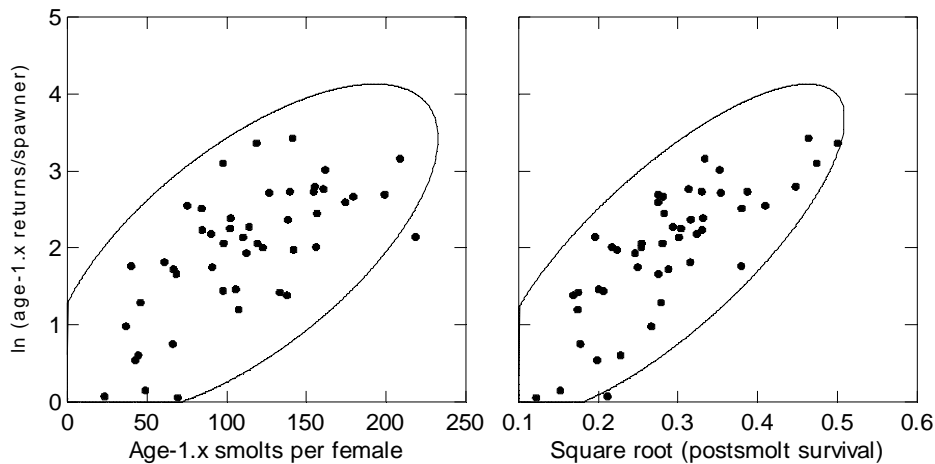 5
4
3
2
1
0
ln (age-1.x returns/spawner)
0 50 100 150 200 250
Age-1.x smolts per female
0.1 0.2 0.3 0.4 0.5 0.6
Square root (postsmolt survival)